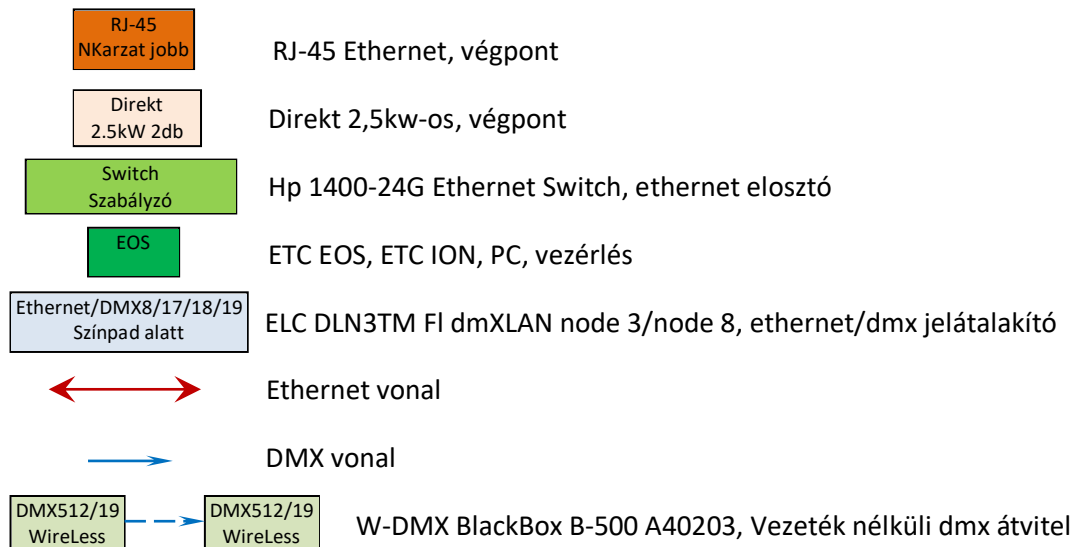 RJ-45
NKarzat jobb
RJ-45 Ethernet, végpont
Direkt
2.5kW 2db
Direkt 2,5kw-os, végpont
Switch
Szabályzó
Hp 1400-24G Ethernet Switch, ethernet elosztó
EOS
ETC EOS, ETC ION, PC, vezérlés
Ethernet/DMX8/17/18/19
Színpad alatt
ELC DLN3TM Fl dmXLAN node 3/node 8, ethernet/dmx jelátalakító
Ethernet vonal
DMX vonal
DMX512/19
WireLess
DMX512/19
WireLess
W-DMX BlackBox B-500 A40203, Vezeték nélküli dmx átvitel